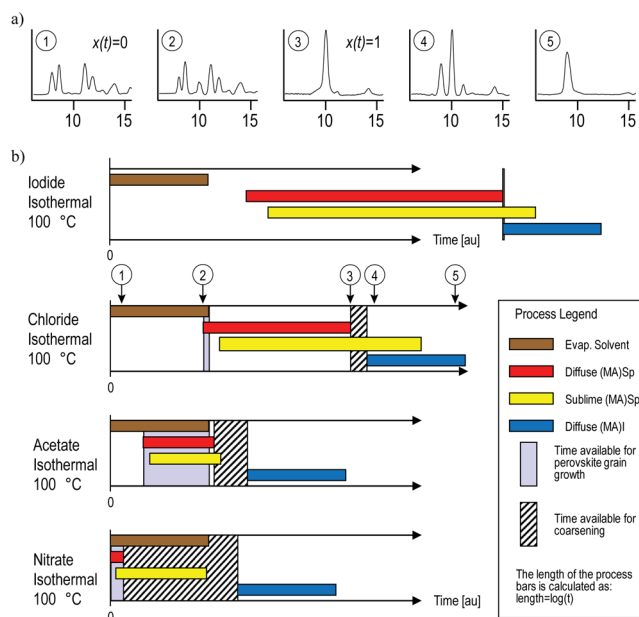 a)
1 x(t)=0 2 3 x(t)=1 4 5
10 15 10 15 10 15 10 15 10 15
b)
Iodide
Isothermal
100 °C
0
Time [au]
1 2 3 4 5
Chloride
Isothermal
100 °C
0
Acetate
Isothermal
100 °C
0
Nitrate
Isothermal
100 °C
0
Time [au]
Process Legend
Evap. Solvent
Diffuse (MA)Sp
Sublime (MA)Sp
Diffuse (MA)I
Time available for
perovskite grain
growth
Time available for
coarsening
The length of the process
bars is calculated as:
length=log(t)